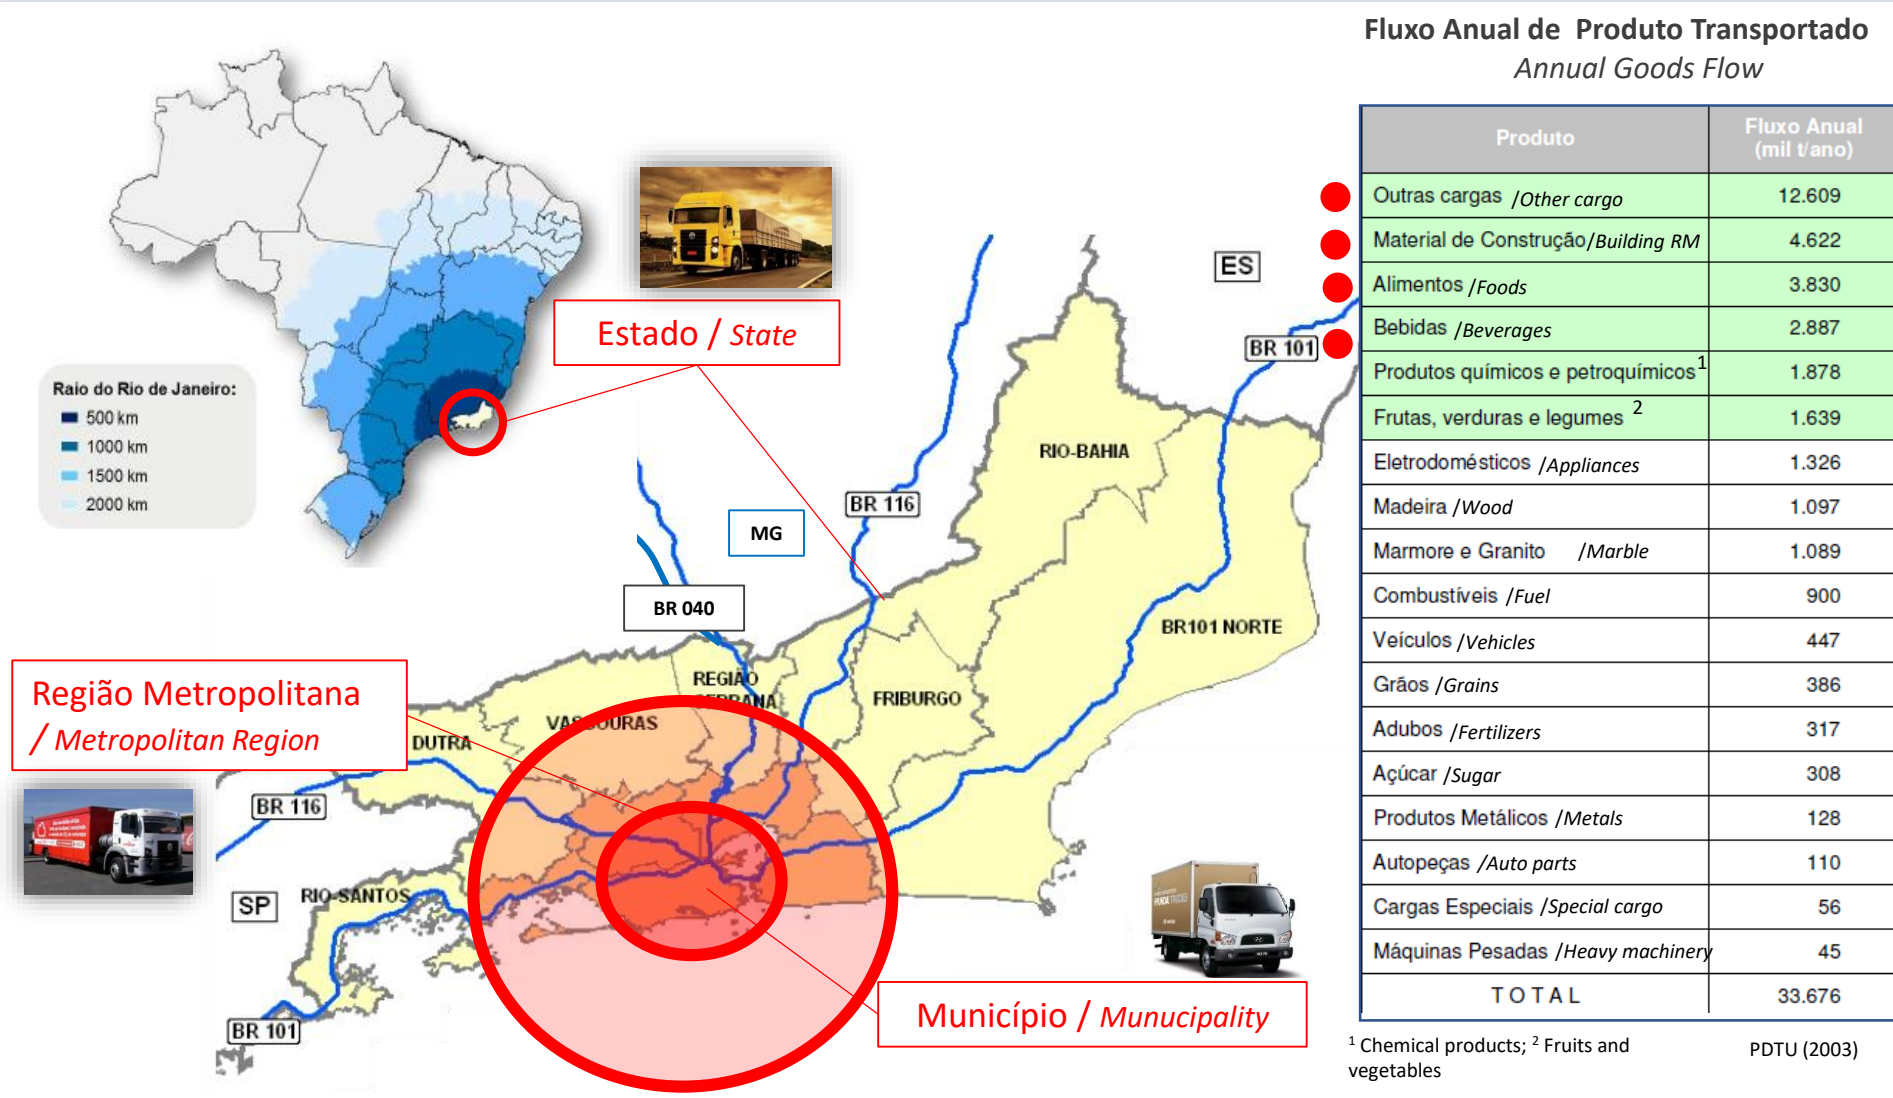 Fluxo Anual de Produto Transportado
Annual Goods Flow
Produto
Fluxo Anual
(mil t/ano)
Outras cargas /Other cargo 12.609
Material de Construção/Building RM 4.622
Alimentos /Foods 3.830
Bebidas /Beverages 2.887
Produtos químicos e petroquímicos1 1.878
Frutas, verduras e legumes 2 1.639
Eletrodomésticos /Appliances 1.326
Madeira /Wood 1.097
Marmore e Granito /Marble 1.089
Combustíveis /Fuel 900
Veículos /Vehicles 447
Grãos /Grains 386
Adubos /Fertilizers 317
Açúcar /Sugar 308
Produtos Metálicos /Metals 128
Autopeças /Auto parts 110
Cargas Especiais /Special cargo 56
Máquinas Pesadas /Heavy machinery 45
TOTAL 33.676
1 Chemical products; 2 Fruits and
vegetables
PDTU (2003)
Raio do Rio de Janeiro:
500 km
1000 km
1500 km
2000 km
Estado / State
ES
BR 101
RIO-BAHIA
BR 116
MG
BR 040
BR101 NORTE
Região Metropolitana
/ Metropolitan Region
REGIÃO
SERRANA
FRIBURGO
VASSOURAS
DUTRA
BR 116
SP
RIO-SANTOS
BR 101
Município / Munucipality